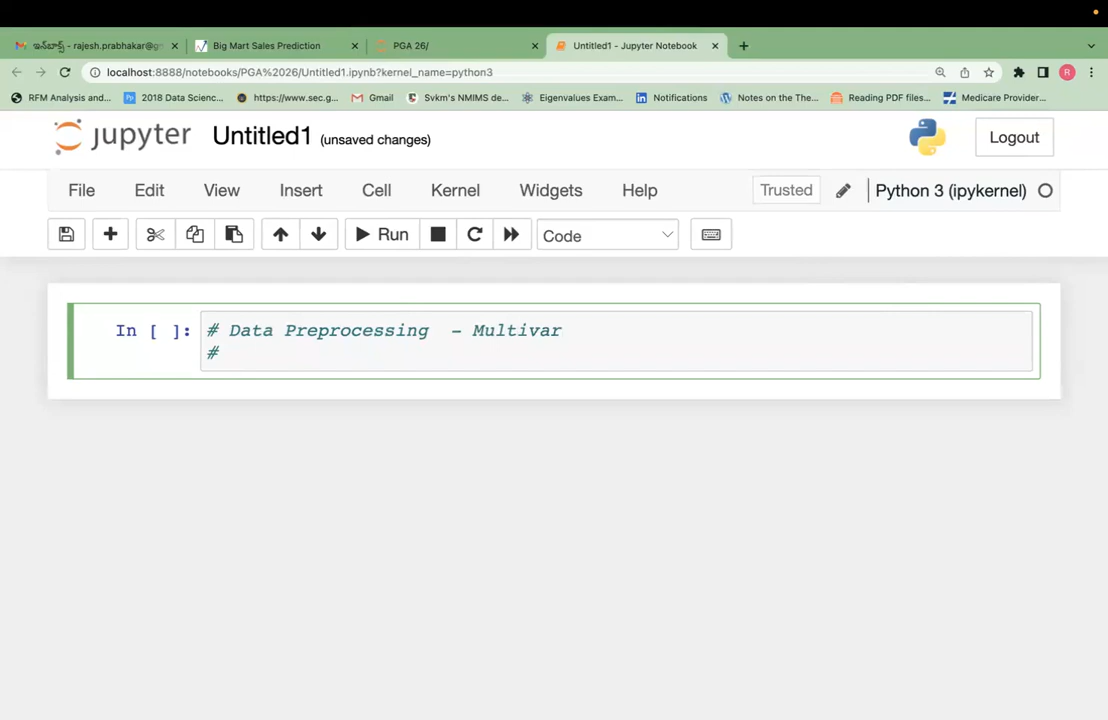 ఇన్‌బాక్స్ - rajesh.prabhakar@gm
Big Mart Sales Prediction
PGA 26/
Untitled1 - Jupyter Notebook
localhost:8888/notebooks/PGA%2026/Untitled1.ipynb?kernel_name=python3
R
RFM Analysis and...
2018 Data Scienc...
https://www.sec.g...
Gmail
Svkm's NMIMS de...
Eigenvalues Exam...
Notifications
Notes on the The...
Reading PDF files...
Medicare Provider...
jupyter Untitled1 (unsaved changes)
Logout
File Edit View Insert Cell Kernel Widgets Help
Trusted
Python 3 (ipykernel)
Run
Code
In [ ]: # Data Preprocessing - Multivar
#